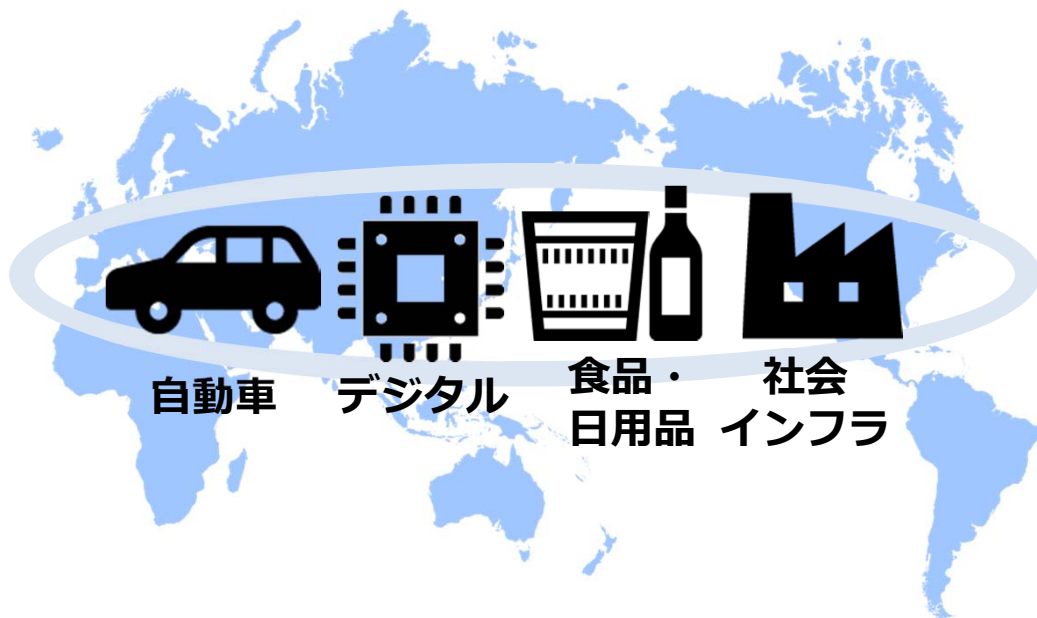 自動車
デジタル
食品・
日用品
社会
インフラ